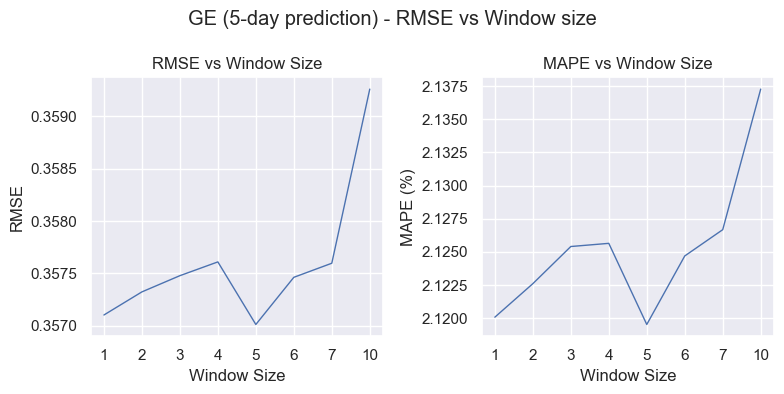 GE (5-day prediction) - RMSE vs Window size
RMSE vs Window Size
0.3590
0.3585
0.3580
0.3575
0.3570
RMSE
1 2 3 4 5 6 7 10
Window Size
MAPE vs Window Size
2.1375
2.1350
2.1325
2.1300
2.1275
2.1250
2.1225
2.1200
MAPE (%)
1 2 3 4 5 6 7 10
Window Size